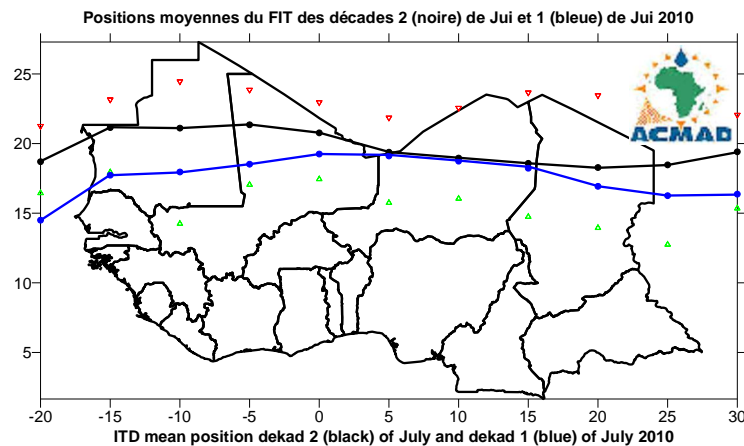 Positions moyennes du FIT des décades 2 (noire) de Jui et 1 (bleue) de Jui 2010
25
20
15
10
5
ACMAD
-20 -15 -10 -5 0 5 10 15 20 25 30
ITD mean position dekad 2 (black) of July and dekad 1 (blue) of July 2010